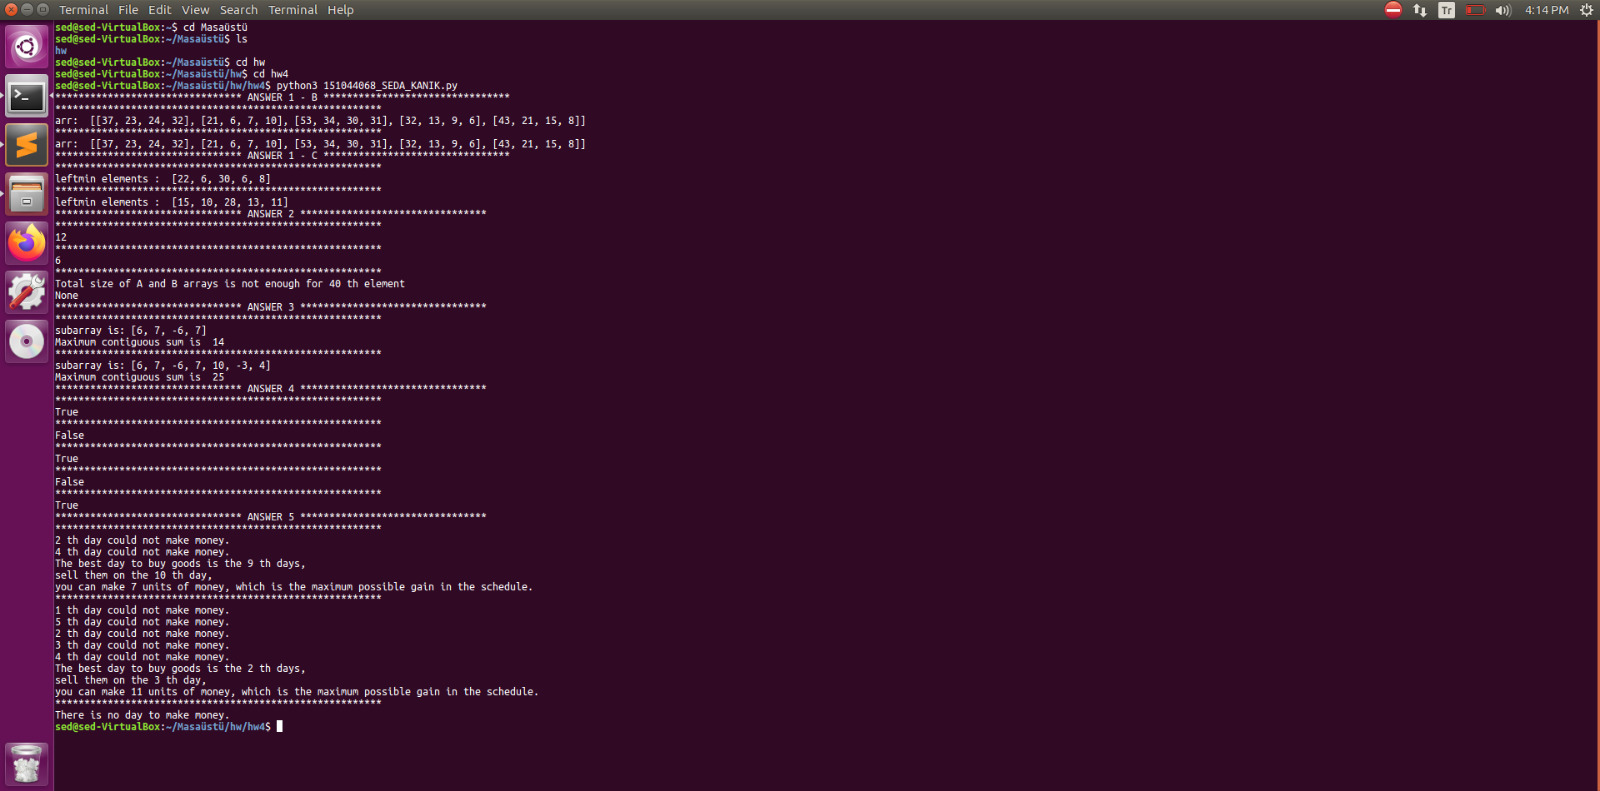 Terminal File Edit View Search Terminal Help Tr 4:14 PM
sed@sed-VirtualBox:~$ cd Masaüstü
sed@sed-VirtualBox:~/Masaüstü$ ls
hw
sed@sed-VirtualBox:~/Masaüstü$ cd hw
sed@sed-VirtualBox:~/Masaüstü/hw$ cd hw4
sed@sed-VirtualBox:~/Masaüstü/hw/hw4$ python3 151044068_SEDA_KANIK.py
******************************** ANSWER 1 - B ********************************
********************************************************
arr:  [[37, 23, 24, 32], [21, 6, 7, 10], [53, 34, 30, 31], [32, 13, 9, 6], [43, 21, 15, 8]]
********************************************************
arr:  [[37, 23, 24, 32], [21, 6, 7, 10], [53, 34, 30, 31], [32, 13, 9, 6], [43, 21, 15, 8]]
******************************** ANSWER 1 - C ********************************
********************************************************
leftmin elements :  [22, 6, 30, 6, 8]
********************************************************
leftmin elements :  [15, 10, 28, 13, 11]
******************************** ANSWER 2 ********************************
********************************************************
12
********************************************************
6
********************************************************
Total size of A and B arrays is not enough for 40 th element
None
******************************** ANSWER 3 ********************************
********************************************************
subarray is: [6, 7, -6, 7]
Maximum contiguous sum is  14
********************************************************
subarray is: [6, 7, -6, 7, 10, -3, 4]
Maximum contiguous sum is  25
******************************** ANSWER 4 ********************************
********************************************************
True
********************************************************
False
********************************************************
True
********************************************************
False
********************************************************
True
******************************** ANSWER 5 ********************************
********************************************************
2 th day could not make money.
4 th day could not make money.
The best day to buy goods is the 9 th days,
sell them on the 10 th day,
you can make 7 units of money, which is the maximum possible gain in the schedule.
********************************************************
1 th day could not make money.
5 th day could not make money.
2 th day could not make money.
3 th day could not make money.
4 th day could not make money.
The best day to buy goods is the 2 th days,
sell them on the 3 th day,
you can make 11 units of money, which is the maximum possible gain in the schedule.
********************************************************
There is no day to make money.
sed@sed-VirtualBox:~/Masaüstü/hw/hw4$